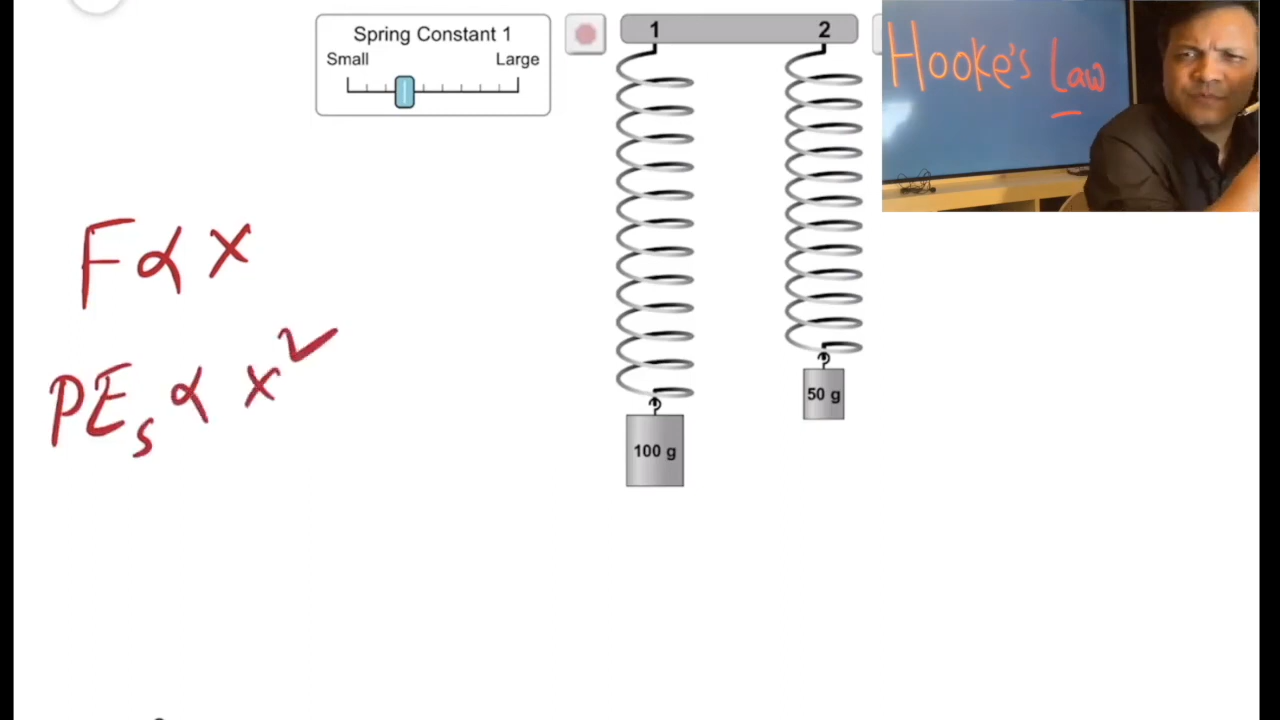 Spring Constant 1
Small Large
1 2
Hooke's Law
F ∝ x
PEs ∝ x²
50 g
100 g